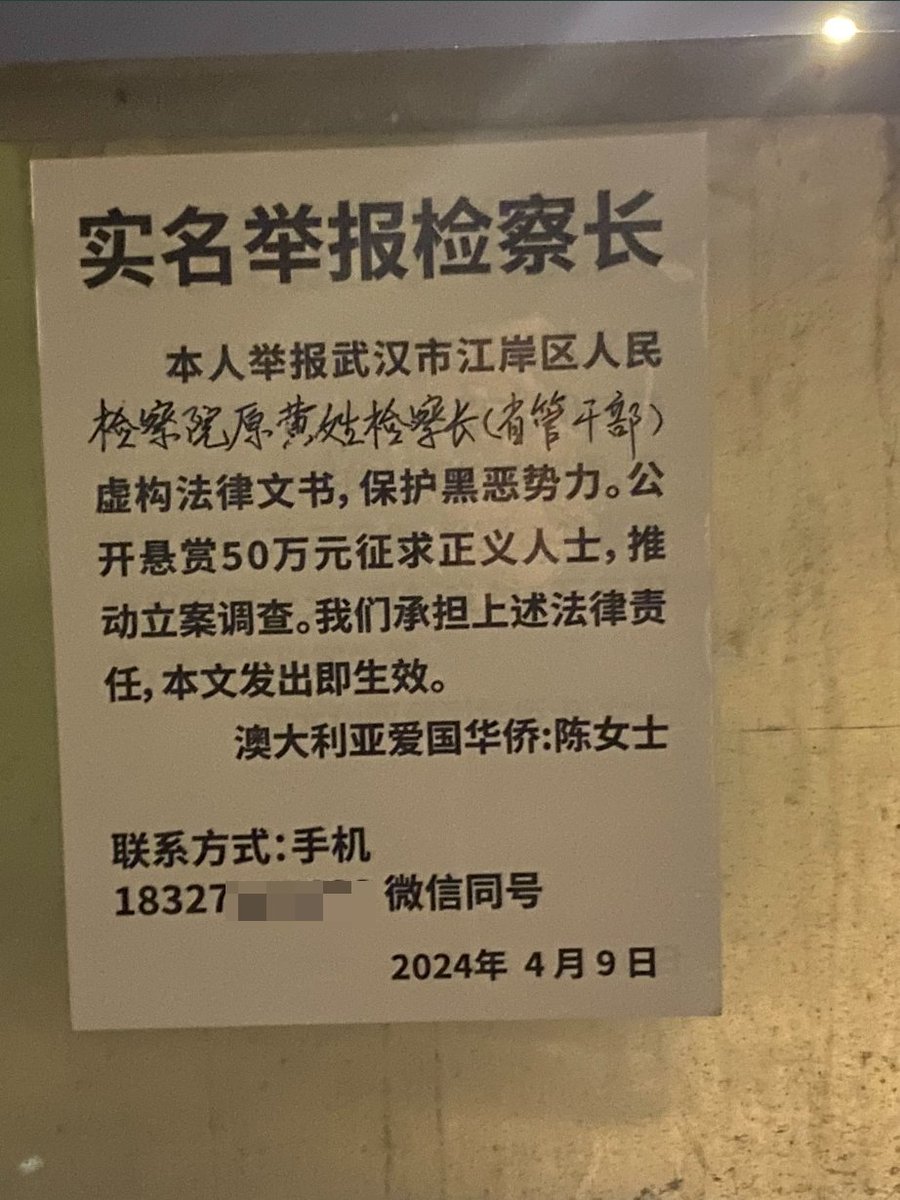 实名举报检察长
本人举报武汉市江岸区人民
检察院原黄姓检察长(省管干部)
虚构法律文书,保护黑恶势力。公
开悬赏50万元征求正义人士,推
动立案调查。我们承担上述法律责
任,本文发出即生效。
澳大利亚爱国华侨:陈女士
联系方式:手机
18327 微信同号
2024年 4月9日